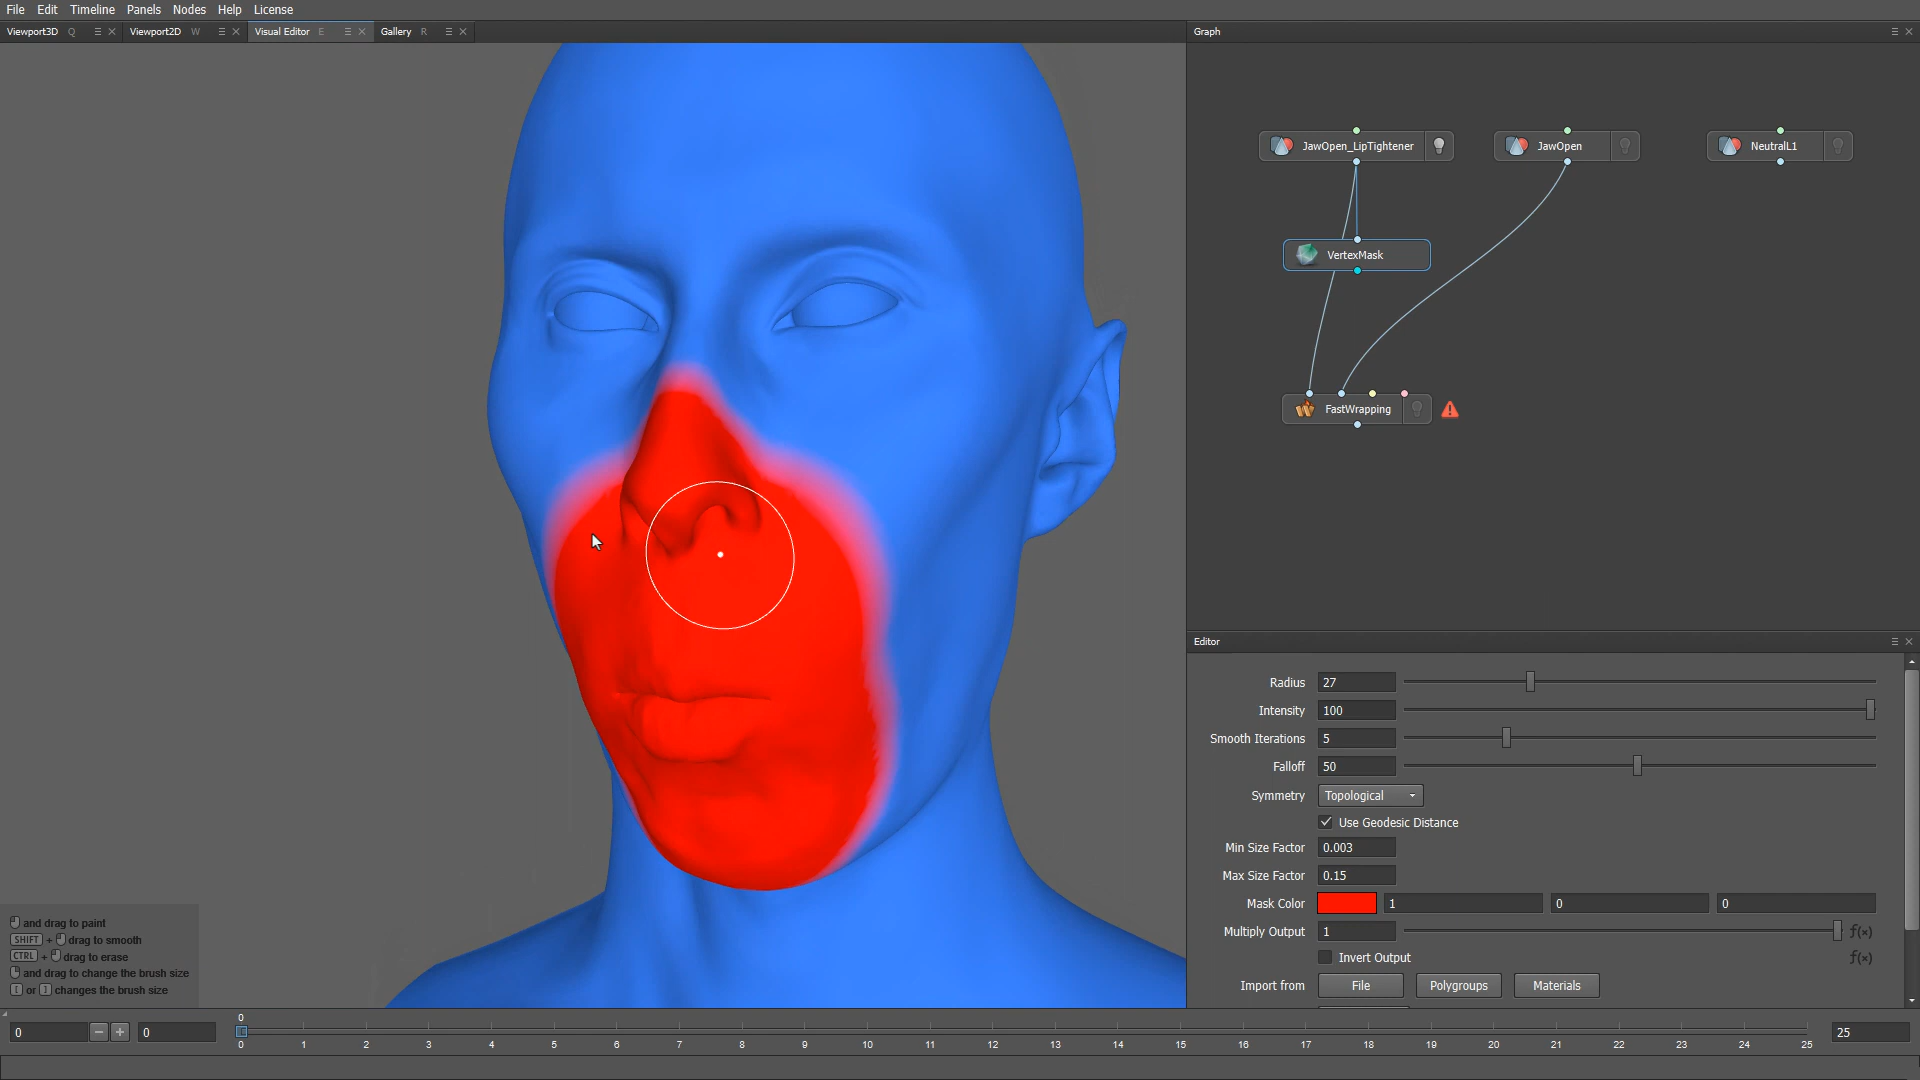 File Edit Timeline Panels Nodes Help License
Viewport3D Q Viewport2D W Visual Editor E Gallery R
Graph
JawOpen_LipTightener JawOpen NeutralL1
VertexMask
FastWrapping
Editor
Radius 27
Intensity 100
Smooth Iterations 5
Falloff 50
Symmetry Topological
Use Geodesic Distance
Min Size Factor 0.003
Max Size Factor 0.15
Mask Color 1 0 0
Multiply Output 1 f(x)
Invert Output f(x)
Import from File Polygroups Materials
and drag to paint
SHIFT + drag to smooth
CTRL + drag to erase
and drag to change the brush size
[ or ] changes the brush size
0
0 − + 0 25
0 1 2 3 4 5 6 7 8 9 10 11 12 13 14 15 16 17 18 19 20 21 22 23 24 25